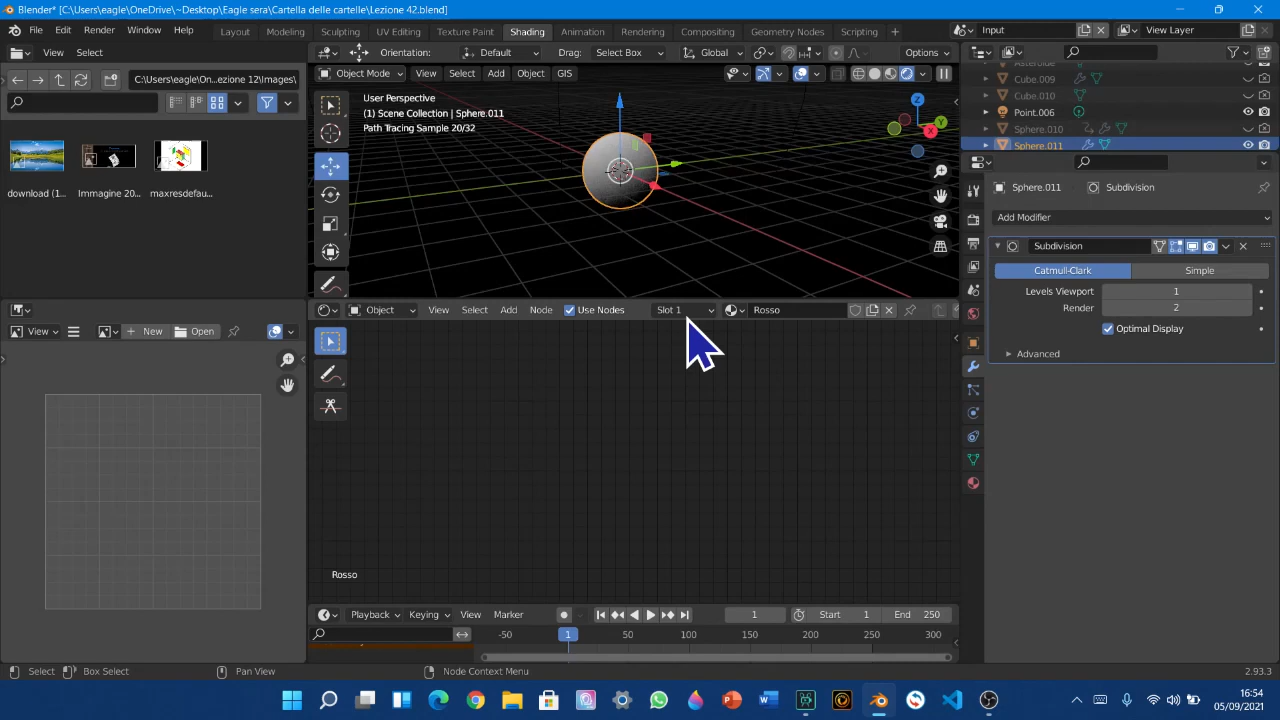 Blender* [C:\Users\eagle\OneDrive\~Desktop\Eagle sera\Cartella delle cartelle\Lezione 42.blend]
File Edit Render Window Help Layout Modeling Sculpting UV Editing Texture Paint Shading Animation Rendering Compositing Geometry Nodes Scripting + Input View Layer
View Select Orientation: Default Drag: Select Box Global Options
C:\Users\eagle\On...ezione 12\Images\ Object Mode View Select Add Object GIS
Cube.009
Cube.010
Point.006
Sphere.010
Sphere.011
User Perspective
(1) Scene Collection | Sphere.011
Path Tracing Sample 20/32
Z
Y
X
download (1...
Immagine 20...
maxresdefau...
Sphere.011 Subdivision
Add Modifier
Subdivision
Catmull-Clark Simple
Levels Viewport 1
Render 2
Optimal Display
Advanced
Object View Select Add Node Use Nodes Slot 1 Rosso
View New Open
Rosso
Playback Keying View Marker 1 Start 1 End 250
-50 1 50 100 150 200 250 300
Select Box Select Pan View Node Context Menu 2.93.3
16:54
05/09/2021